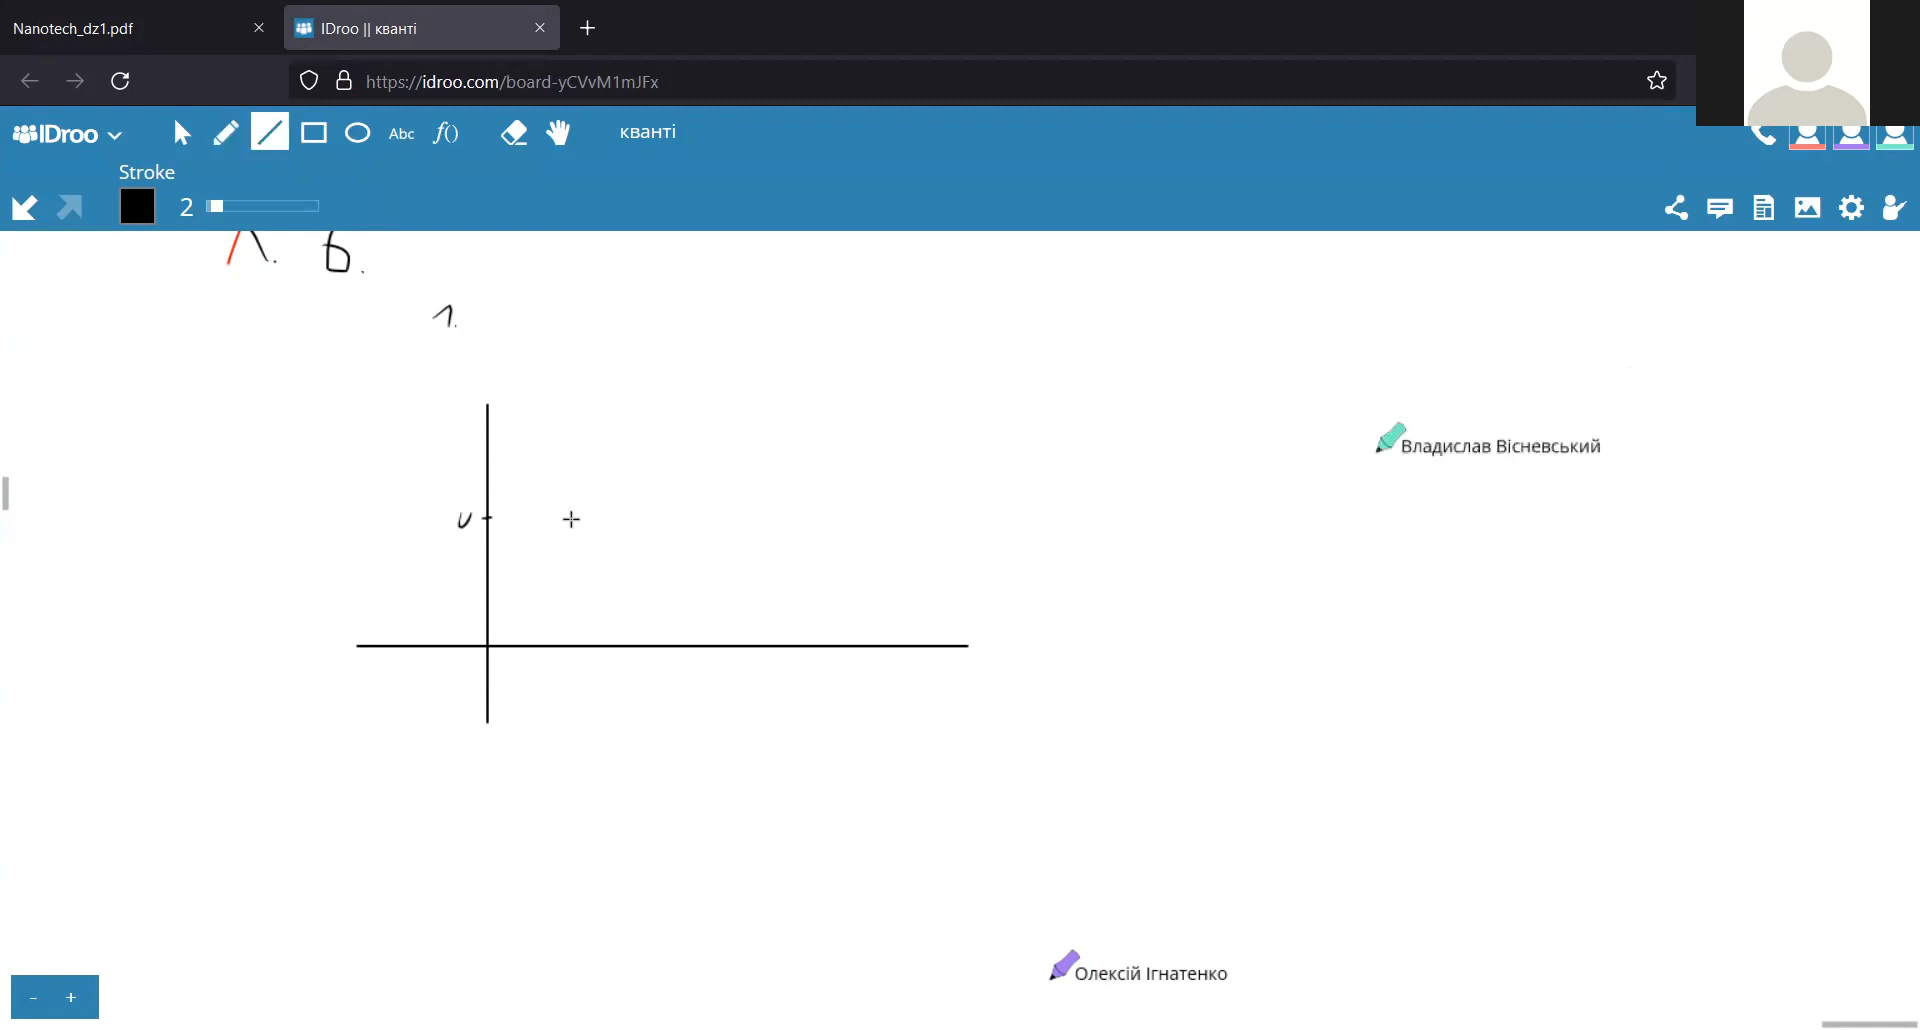 Nanotech_dz1.pdf
IDroo || кванті
https://idroo.com/board-yCVvM1mJFx
IDroo
Abc
f()
кванті
Stroke
2
1.
Владислав Вісневський
U
Олексій Ігнатенко
- +